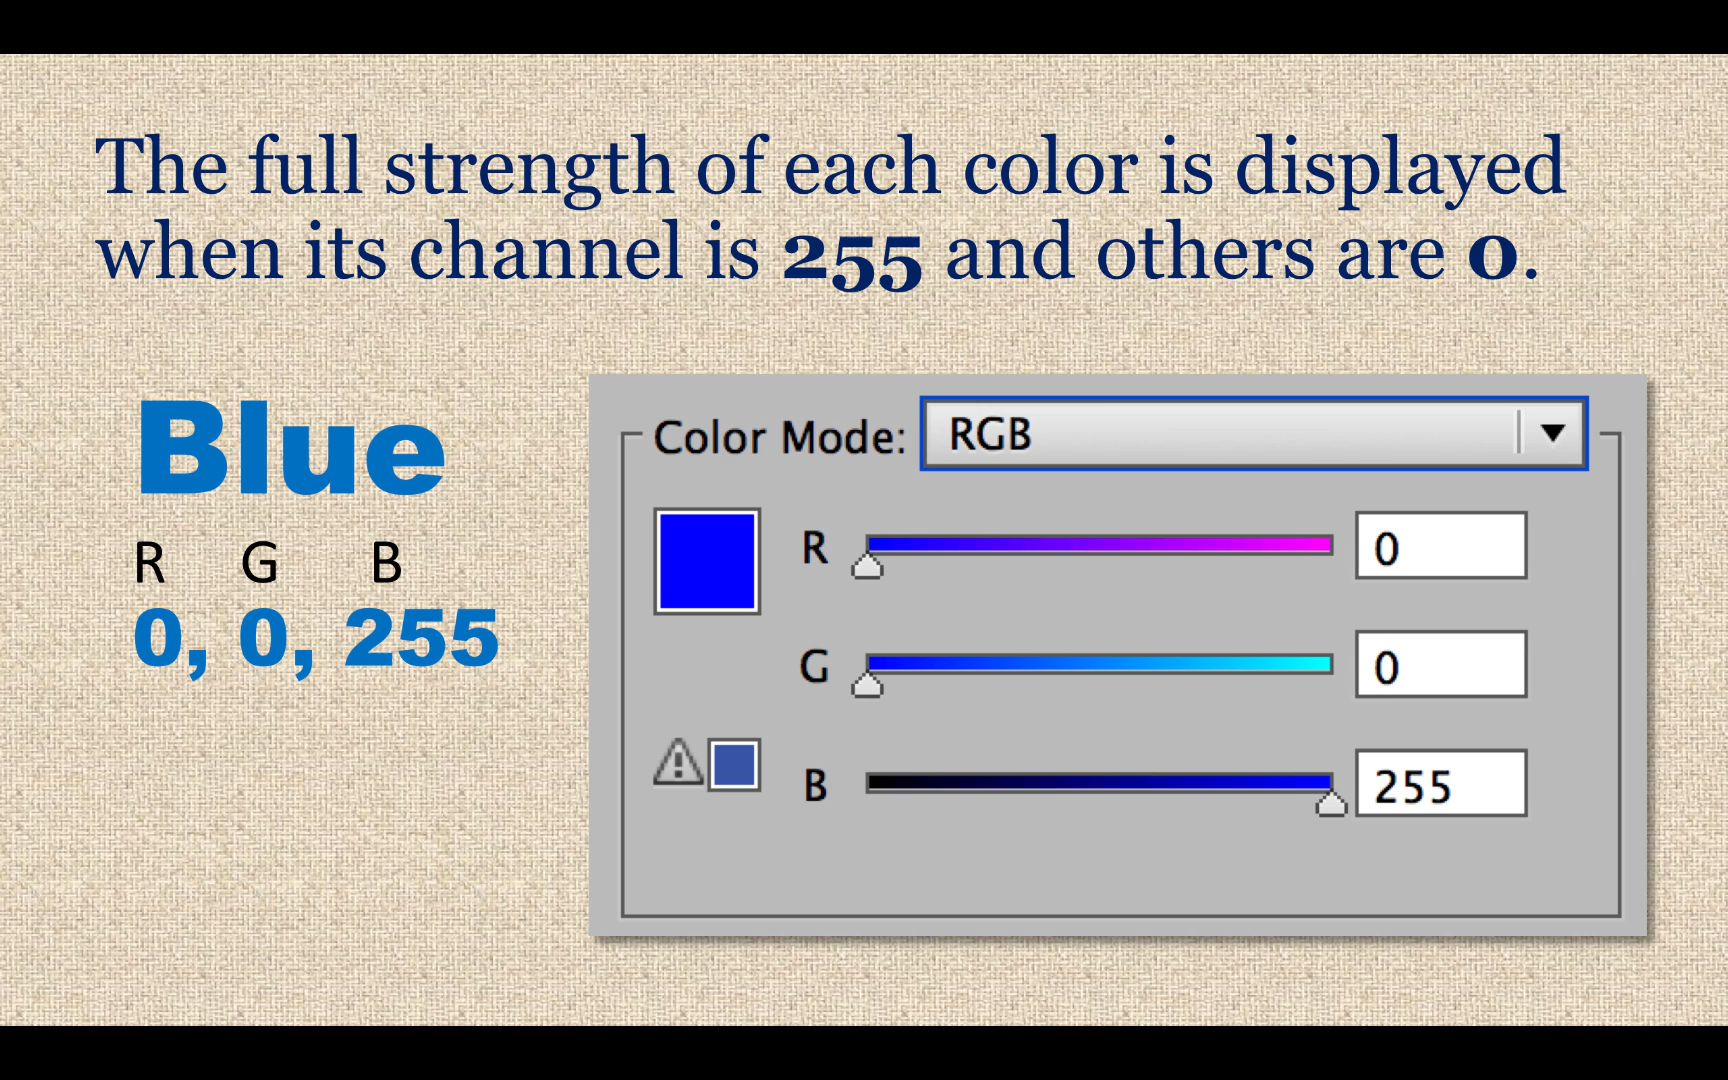 The full strength of each color is displayed
when its channel is 255 and others are 0.
Blue
R G B
0, 0, 255
Color Mode: RGB
R 0
G 0
B 255